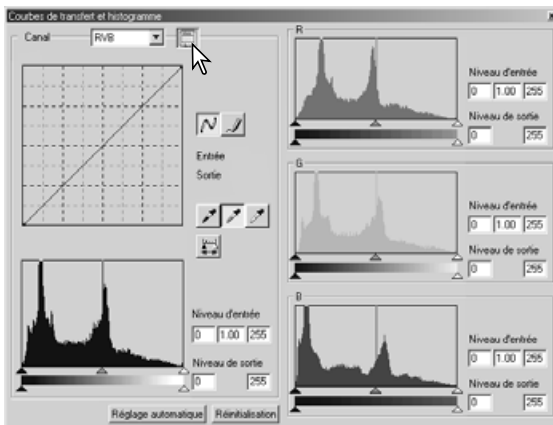 Courbes de transfert et histogramme
Canal RVB
Entrée
Sortie
Niveau d'entrée
0 1.00 255
Niveau de sortie
0 255
Réglage automatique Réinitialisation
R
Niveau d'entrée
0 1.00 255
Niveau de sortie
0 255
G
Niveau d'entrée
0 1.00 255
Niveau de sortie
0 255
B
Niveau d'entrée
0 1.00 255
Niveau de sortie
0 255